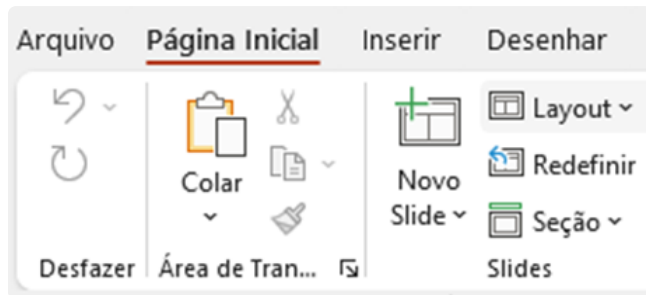 Arquivo Página Inicial Inserir Desenhar
Layout
Redefinir
Colar
Novo
Slide
Seção
Desfazer Área de Tran... Slides